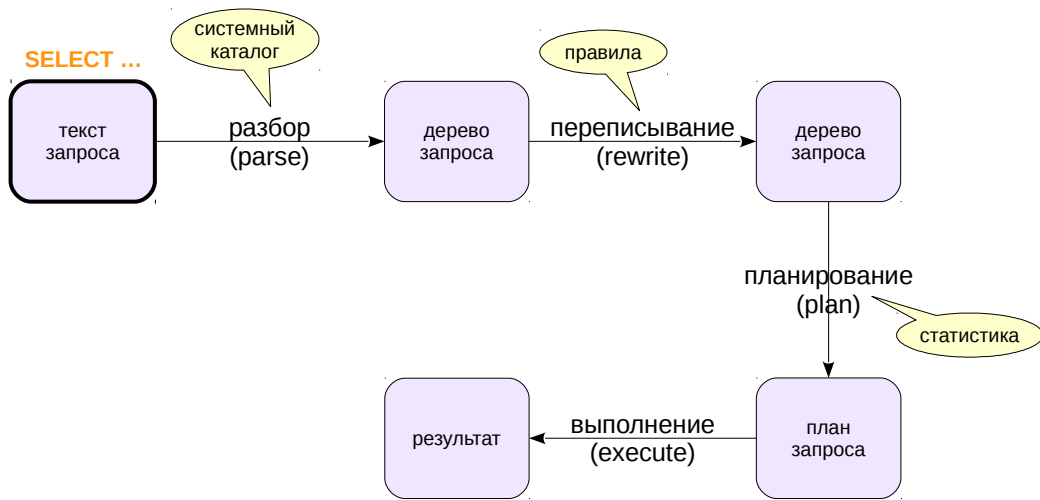 системный
каталог
SELECT …
правила
текст
запроса
разбор
(parse)
дерево
запроса
переписывание
(rewrite)
дерево
запроса
планирование
(plan)
статистика
результат
выполнение
(execute)
план
запроса